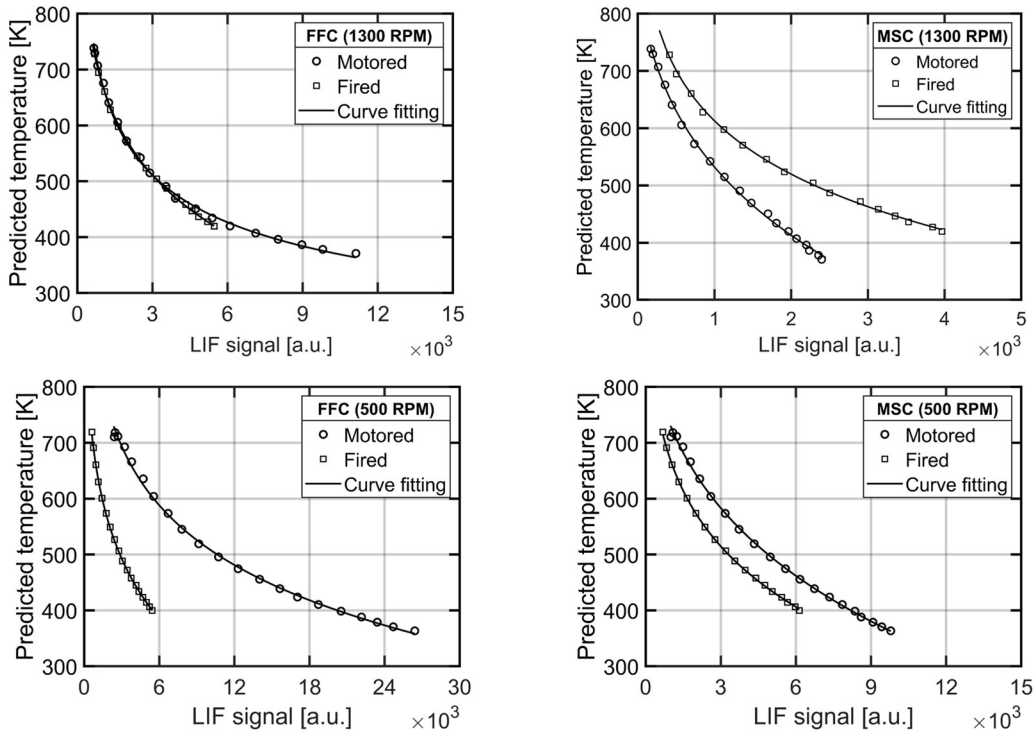 FFC (1300 RPM)
Motored
Fired
Curve fitting
Predicted temperature [K]
800
700
600
500
400
300
0
3
6
9
12
15
LIF signal [a.u.]
×10³
MSC (1300 RPM)
Motored
Fired
Curve fitting
Predicted temperature [K]
800
700
600
500
400
300
0
1
2
3
4
5
LIF signal [a.u.]
×10³
FFC (500 RPM)
Motored
Fired
Curve fitting
Predicted temperature [K]
800
700
600
500
400
300
0
6
12
18
24
30
LIF signal [a.u.]
×10³
MSC (500 RPM)
Motored
Fired
Curve fitting
Predicted temperature [K]
800
700
600
500
400
300
0
3
6
9
12
15
LIF signal [a.u.]
×10³